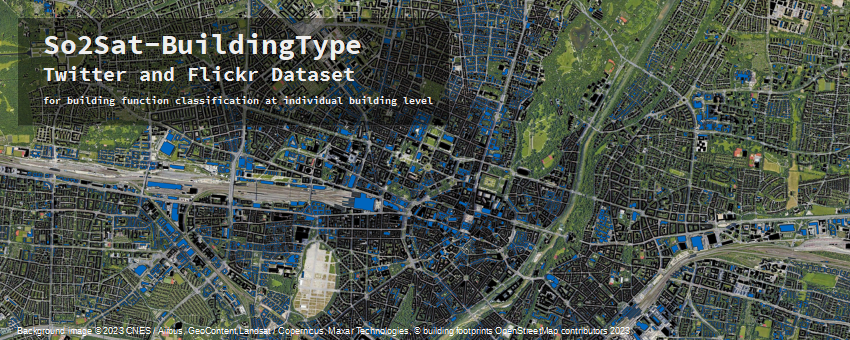 So2Sat-BuildingType
Twitter and Flickr Dataset
for building function classification at individual building level
Background image ©2023 CNES / Airbus, GeoContent, Landsat / Copernicus, Maxar Technologies, © building footprints OpenStreetMap contributors 2023